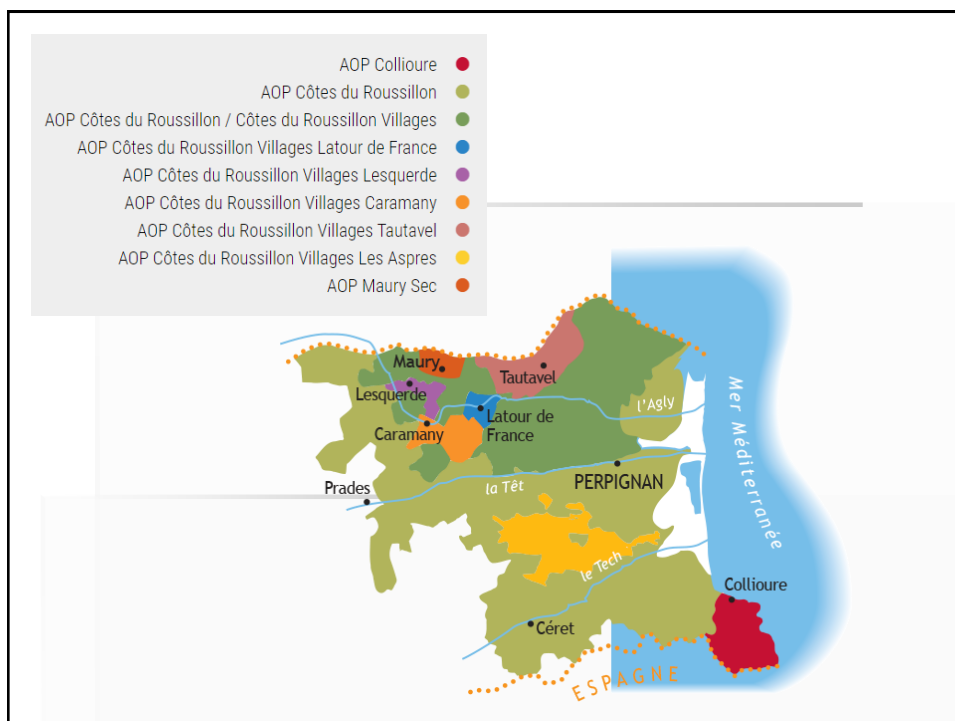 AOP Collioure
AOP Côtes du Roussillon
AOP Côtes du Roussillon / Côtes du Roussillon Villages
AOP Côtes du Roussillon Villages Latour de France
AOP Côtes du Roussillon Villages Lesquerde
AOP Côtes du Roussillon Villages Caramany
AOP Côtes du Roussillon Villages Tautavel
AOP Côtes du Roussillon Villages Les Aspres
AOP Maury Sec
Maury
Tautavel
Lesquerde
l'Agly
Latour de
France
Caramany
Mer Méditerranée
PERPIGNAN
Prades
la Têt
le Tech
Collioure
Céret
ESPAGNE